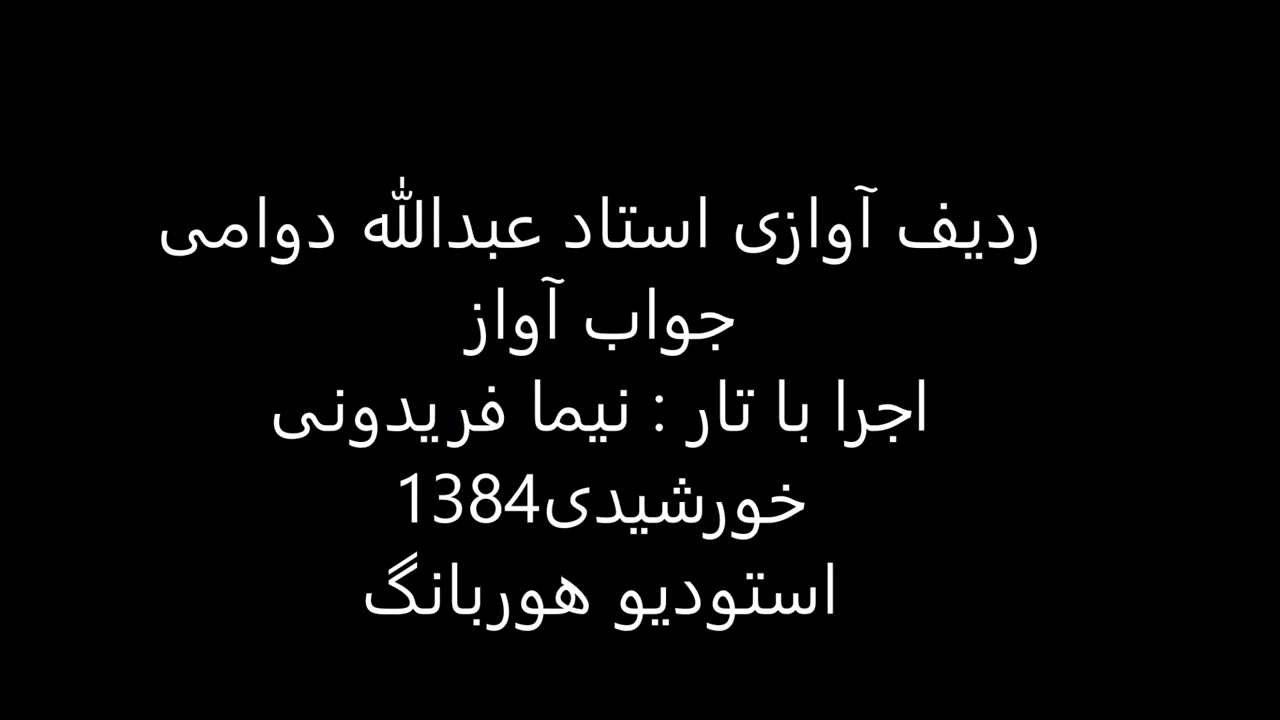 ردیف آوازی استاد عبدالله دوامی
جواب آواز
اجرا با تار : نیما فریدونی
خورشیدی1384
استودیو هوربانگ